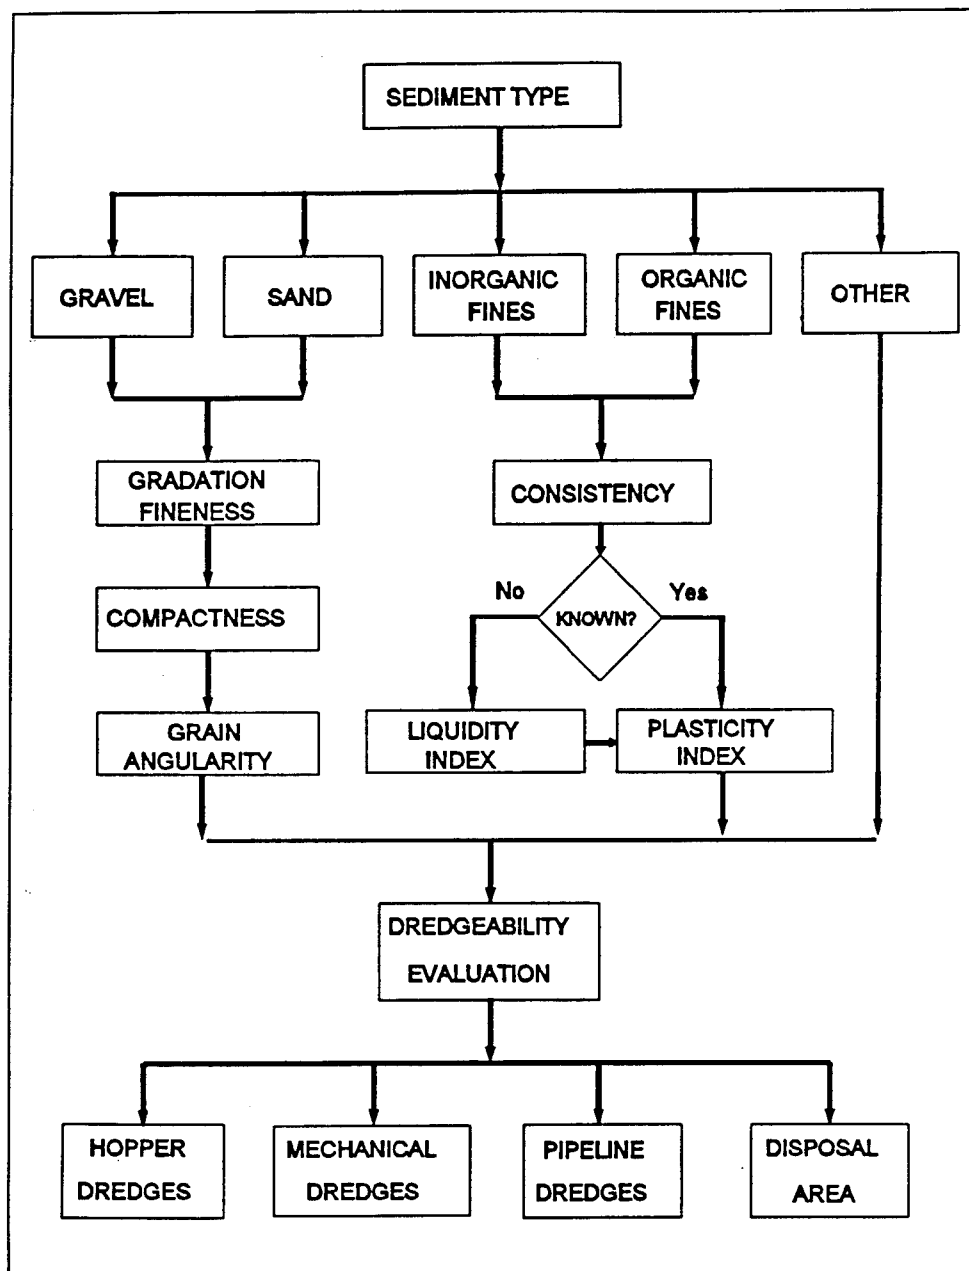 SEDIMENT TYPE
GRAVEL
SAND
INORGANIC
FINES
ORGANIC
FINES
OTHER
GRADATION
FINENESS
CONSISTENCY
No
Yes
COMPACTNESS
KNOWN?
GRAIN
ANGULARITY
LIQUIDITY
INDEX
PLASTICITY
INDEX
DREDGEABILITY
EVALUATION
HOPPER
DREDGES
MECHANICAL
DREDGES
PIPELINE
DREDGES
DISPOSAL
AREA